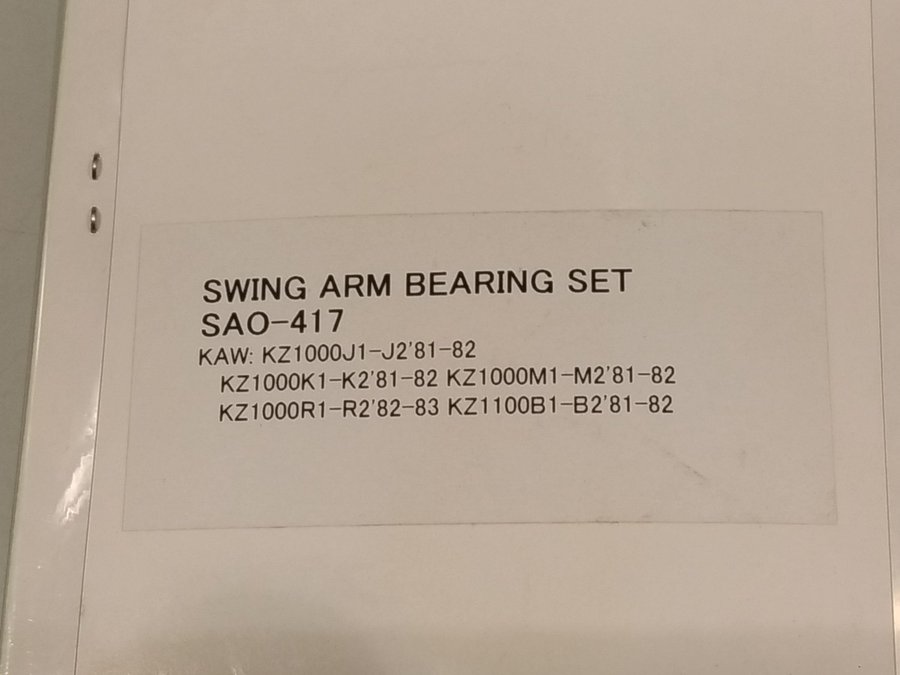 SWING ARM BEARING SET
SAO-417
KAW: KZ1000J1-J2'81-82
KZ1000K1-K2'81-82 KZ1000M1-M2'81-82
KZ1000R1-R2'82-83 KZ1100B1-B2'81-82